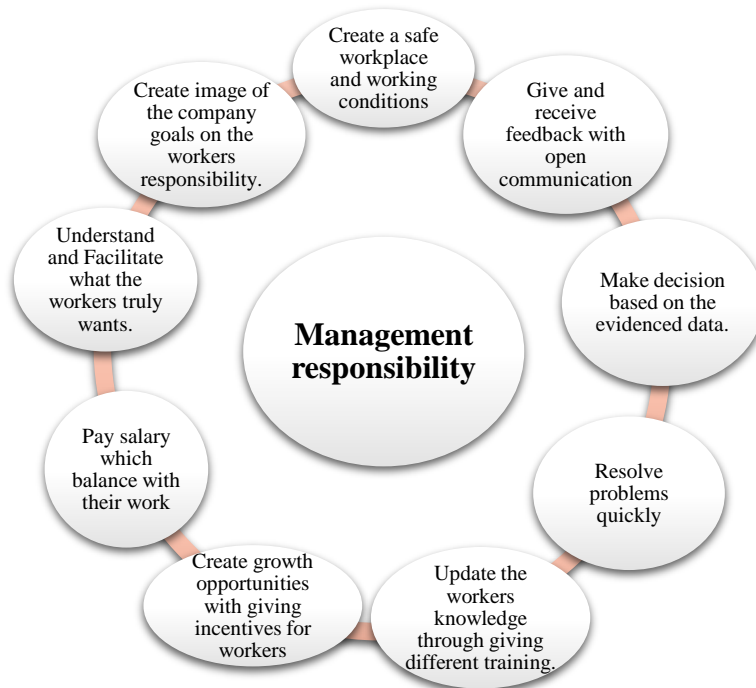 Create a safe
workplace
and working
conditions
Give and
receive
feedback with
open
communication
Make decision
based on the
evidenced data.
Resolve
problems
quickly
Update the
workers
knowledge
through giving
different training.
Create growth
opportunities
with giving
incentives for
workers
Pay salary
which
balance with
their work
Understand
and Facilitate
what the
workers truly
wants.
Create image of
the company
goals on the
workers
responsibility.
Management
responsibility